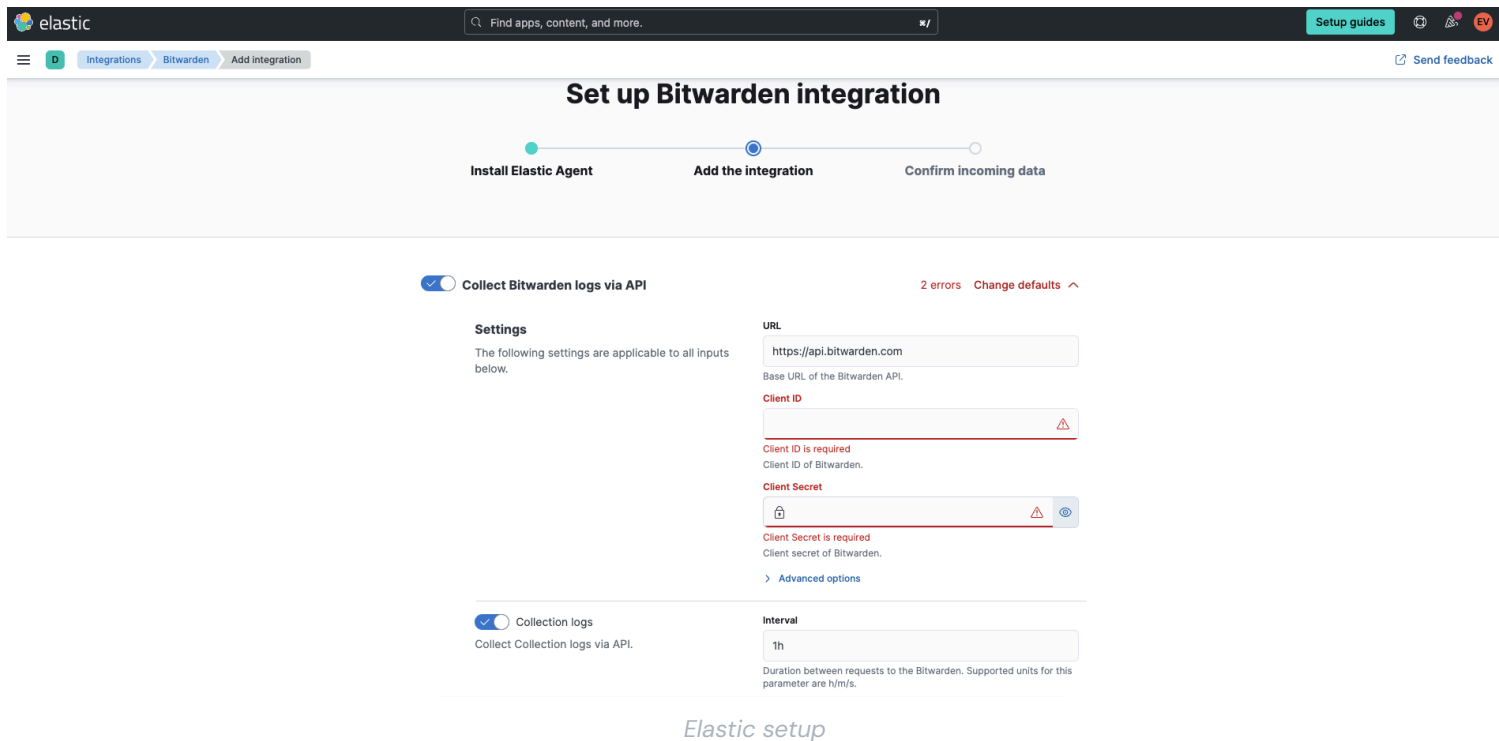 elastic
Find apps, content, and more.
⌘/
Setup guides
EV
D
Integrations
Bitwarden
Add integration
Send feedback
Set up Bitwarden integration
Install Elastic Agent
Add the integration
Confirm incoming data
Collect Bitwarden logs via API
2 errors
Change defaults
Settings
The following settings are applicable to all inputs
below.
URL
https://api.bitwarden.com
Base URL of the Bitwarden API.
Client ID
Client ID is required
Client ID of Bitwarden.
Client Secret
Client Secret is required
Client secret of Bitwarden.
Advanced options
Collection logs
Collect Collection logs via API.
Interval
1h
Duration between requests to the Bitwarden. Supported units for this
parameter are h/m/s.
Elastic setup